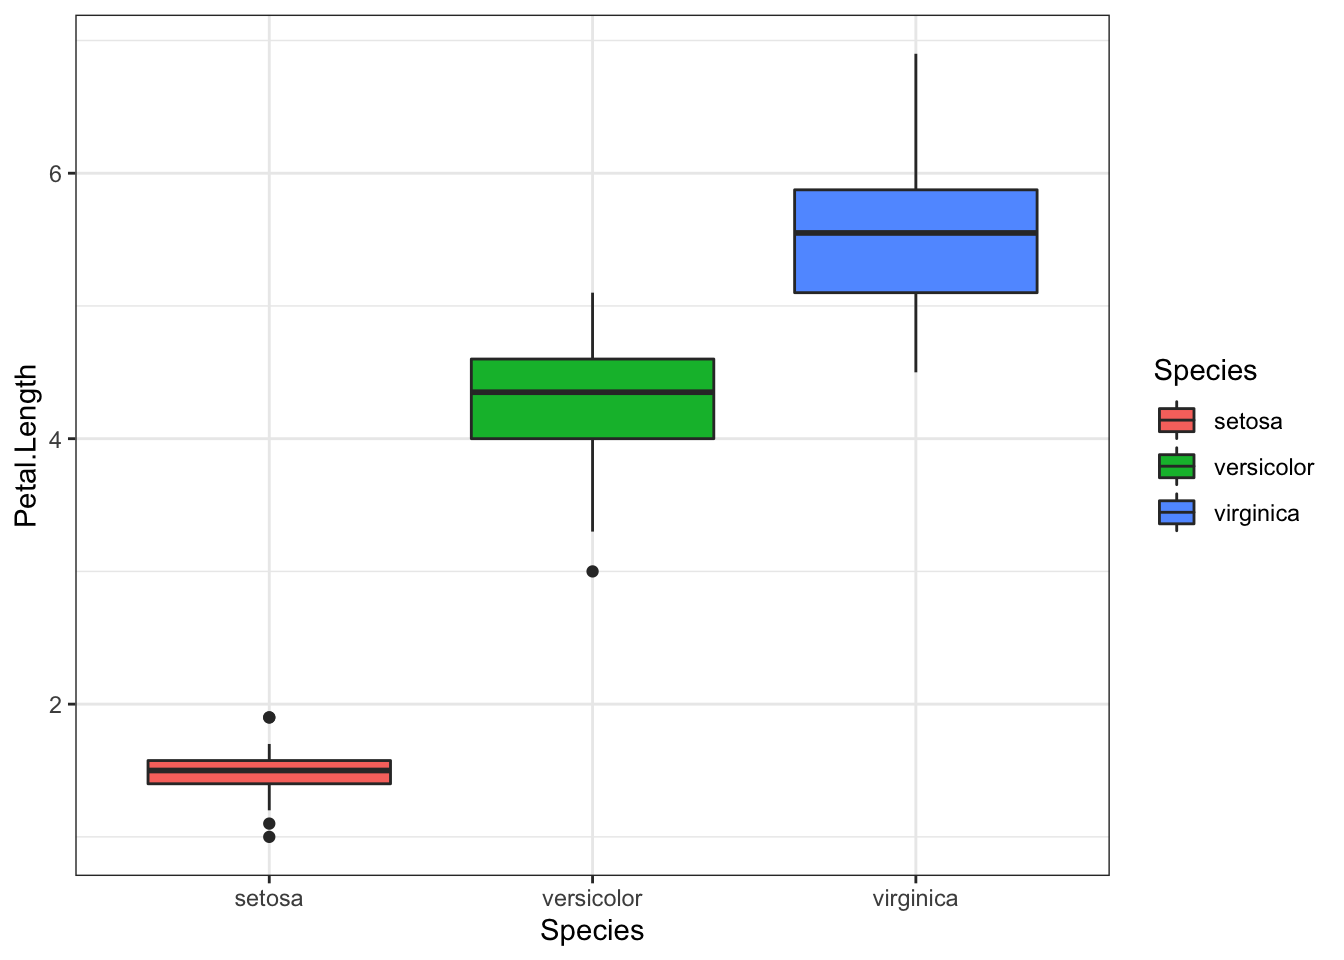 Petal.Length
6
4
2
setosa
versicolor
virginica
Species
Species
setosa
versicolor
virginica